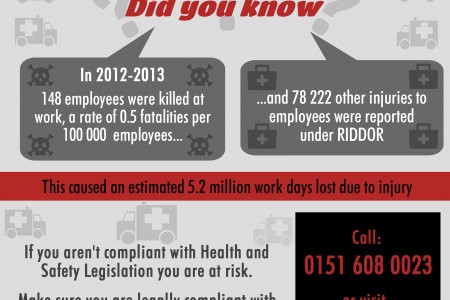 Did you know
In 2012-2013
148 employees were killed at
work, a rate of 0.5 fatalities per
100 000 employees...
...and 78 222 other injuries to
employees were reported
under RIDDOR
This caused an estimated 5.2 million work days lost due to injury
If you aren't compliant with Health and
Safety Legislation you are at risk.
Make sure you are legally compliant with
Call:
0151 608 0023
or visit